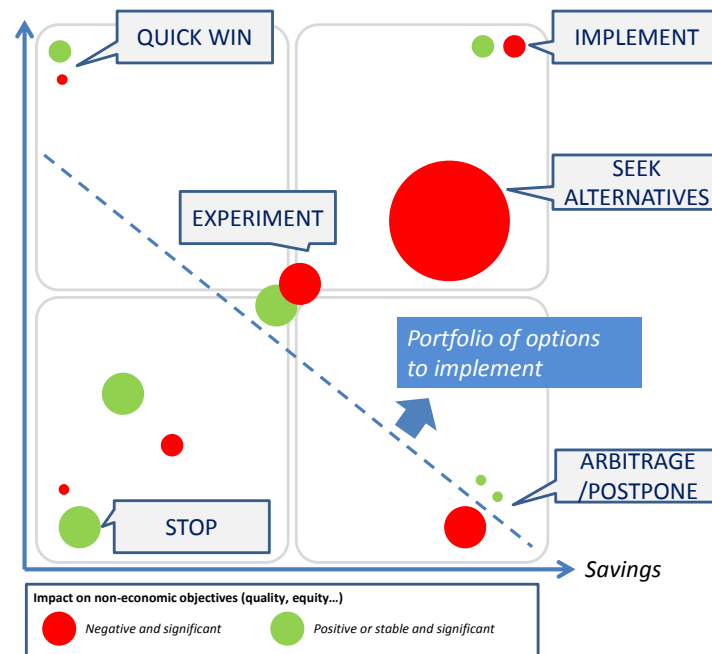 QUICK WIN
IMPLEMENT
SEEK
ALTERNATIVES
EXPERIMENT
Portfolio of options
to implement
ARBITRAGE
/POSTPONE
STOP
Savings
Impact on non-economic objectives (quality, equity...)
Negative and significant
Positive or stable and significant